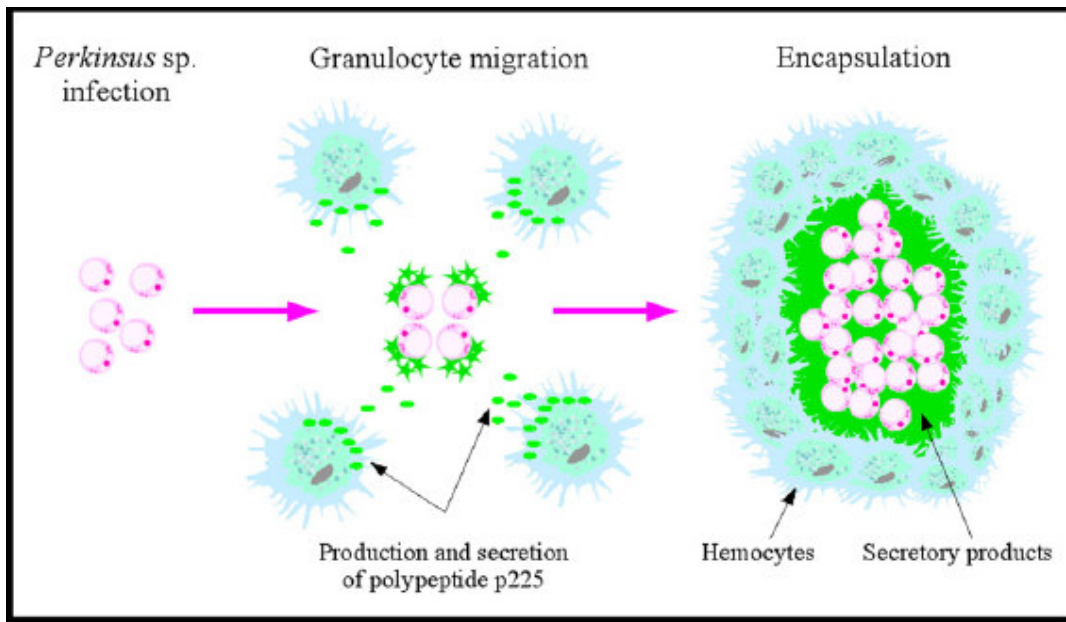 Perkinsus sp.
infection
Granulocyte migration
Encapsulation
Production and secretion
of polypeptide p225
Hemocytes
Secretory products